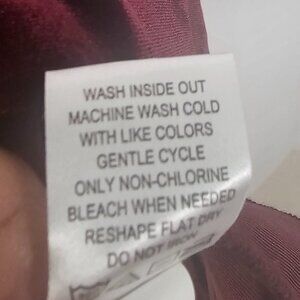 WASH INSIDE OUT
MACHINE WASH COLD
WITH LIKE COLORS
GENTLE CYCLE
ONLY NON-CHLORINE
BLEACH WHEN NEEDED
RESHAPE FLAT DRY
DO NOT IRON